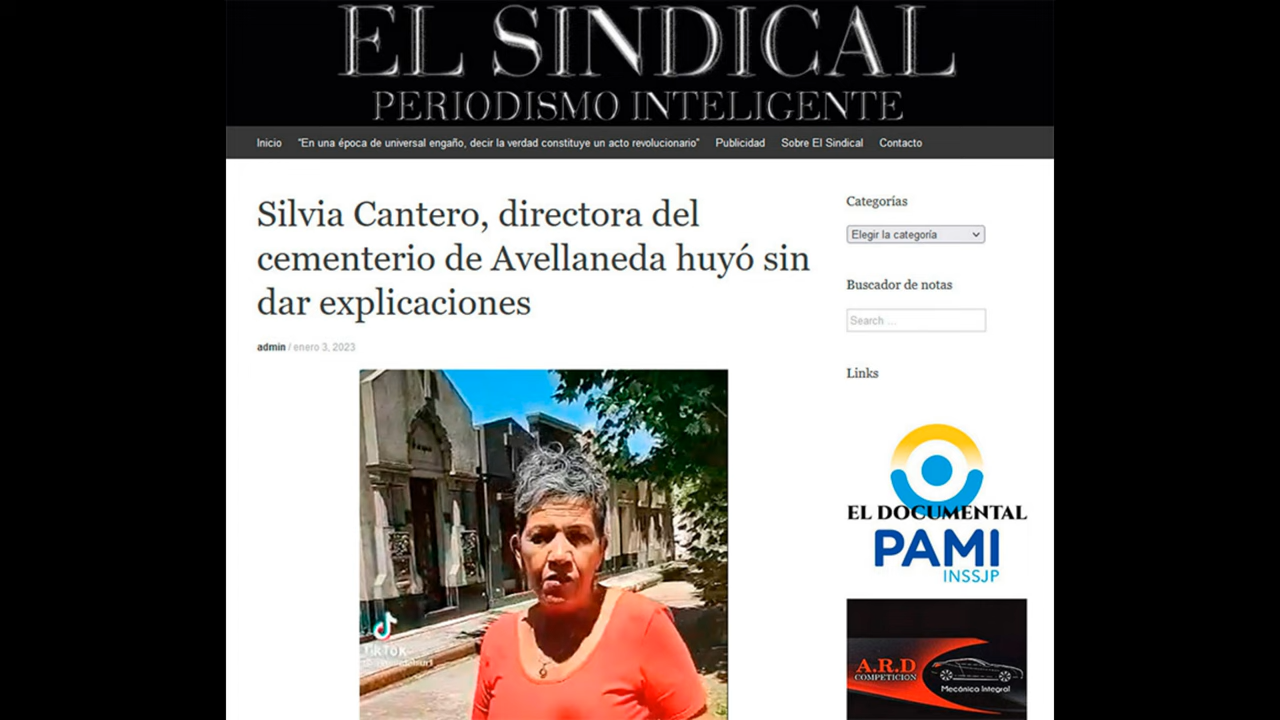 EL SINDICAL
PERIODISMO INTELIGENTE
Inicio "En una época de universal engaño, decir la verdad constituye un acto revolucionario" Publicidad Sobre El Sindical Contacto
Silvia Cantero, directora del
cementerio de Avellaneda huyó sin
dar explicaciones
admin / enero 3, 2023
TikTok
Categorías
Elegir la categoría
Buscador de notas
Search ...
Links
EL DOCUMENTAL
PAMI
INSSJP
A.R.D
COMPETICION
Mecánica Integral